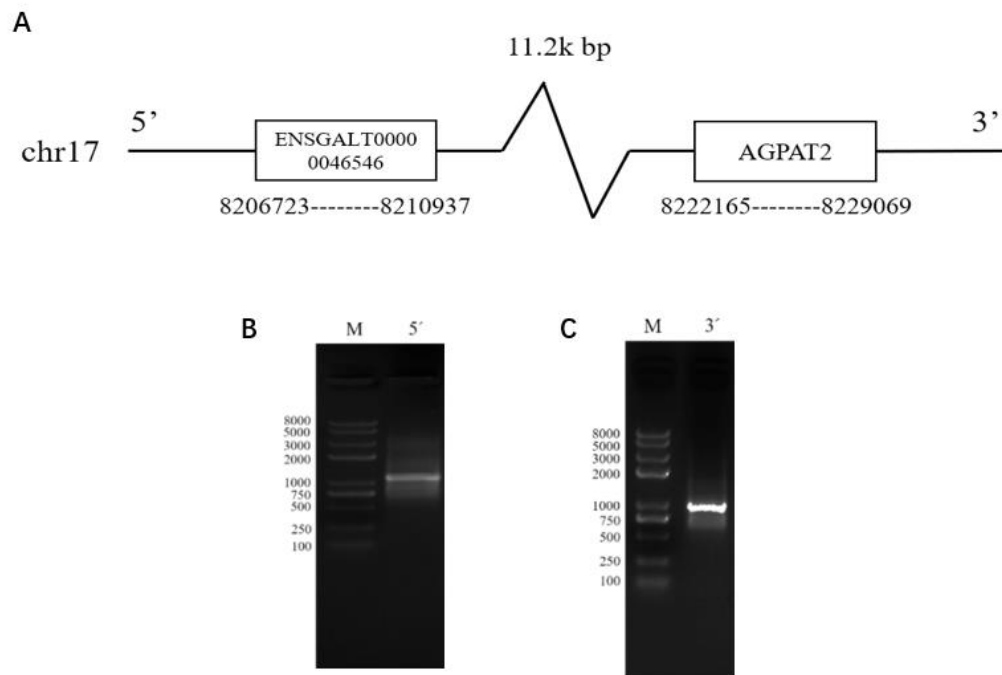 A
11.2k bp
5’
3’
chr17
ENSGALT0000
0046546
AGPAT2
8206723--------8210937
8222165--------8229069
B
M 5´
8000
5000
3000
2000
1000
750
500
250
100
C
M 3´
8000
5000
3000
2000
1000
750
500
250
100